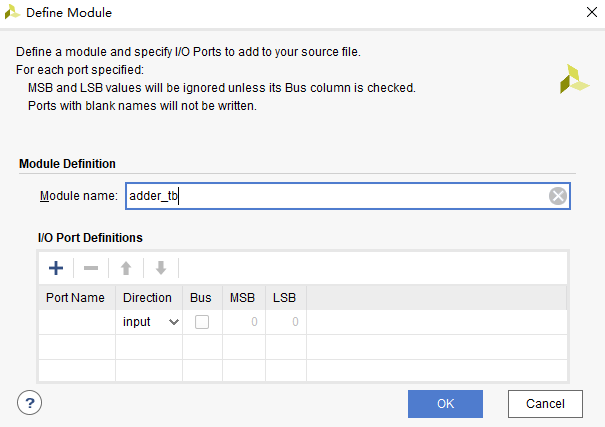 Define Module
Define a module and specify I/O Ports to add to your source file.
For each port specified:
MSB and LSB values will be ignored unless its Bus column is checked.
Ports with blank names will not be written.
Module Definition
Module name: adder_tb
I/O Port Definitions
Port Name Direction Bus MSB LSB
input 0 0
? OK Cancel